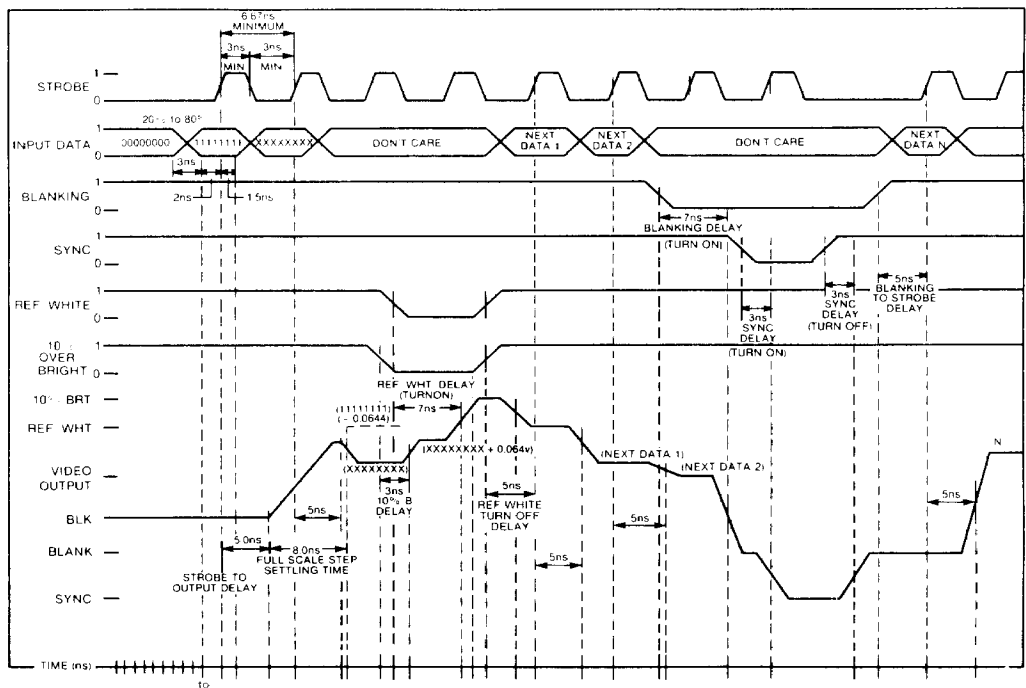 6.67ns
MINIMUM
3ns
MIN
3ns
MIN
STROBE
1
0
20% to 80%
INPUT DATA
1
0
00000000
11111111
XXXXXXXX
DON'T CARE
NEXT
DATA 1
NEXT
DATA 2
DON'T CARE
NEXT
DATA N
3ns
2ns
1.5ns
BLANKING
1
0
7ns
BLANKING DELAY
(TURN ON)
SYNC
1
0
3ns
SYNC
DELAY
(TURN ON)
3ns
SYNC
DELAY
(TURN OFF)
5ns
BLANKING
TO STROBE
DELAY
REF WHITE
1
0
10%
OVER
BRIGHT
1
0
REF WHT DELAY
(TURNON)
7ns
10% BRT
REF WHT
VIDEO
OUTPUT
BLK
BLANK
SYNC
(11111111)
(- 0.0644)
(XXXXXXXX)
(XXXXXXXX + 0.064v)
3ns
10% B
DELAY
5ns
5ns
REF WHITE
TURN OFF
DELAY
(NEXT DATA 1)
(NEXT DATA 2)
N
5ns
5ns
5ns
5.0ns
STROBE TO
OUTPUT DELAY
8.0ns
FULL SCALE STEP
SETTLING TIME
TIME (ns)
to